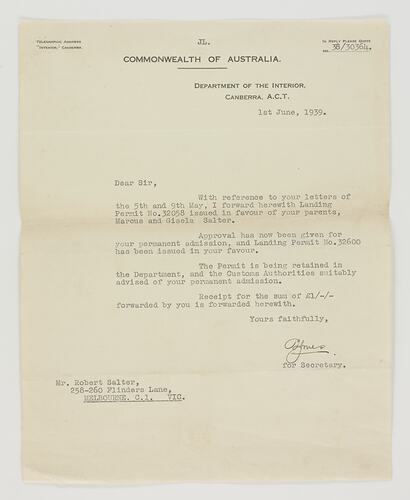 JL.
TELEGRAPHIC ADDRESS
"INTERIOR," CANBERRA.
IN REPLY PLEASE QUOTE
NO. 38/30364.
COMMONWEALTH OF AUSTRALIA.
DEPARTMENT OF THE INTERIOR,
CANBERRA, A.C.T.
1st June, 1939.
Dear Sir,
With reference to your letters of
the 5th and 9th May, I forward herewith Landing
Permit No.32058 issued in favour of your parents,
Marcus and Gisela Salter.
Approval has now been given for
your permanent admission, and Landing Permit No.32600
has been issued in your favour.
The Permit is being retained in
the Department, and the Customs Authorities suitably
advised of your permanent admission.
Receipt for the sum of £1/-/-
forwarded by you is forwarded herewith.
Yours faithfully,
for Secretary.
Mr. Robert Salter,
258-260 Flinders Lane,
MELBOURNE. C.1. VIC.